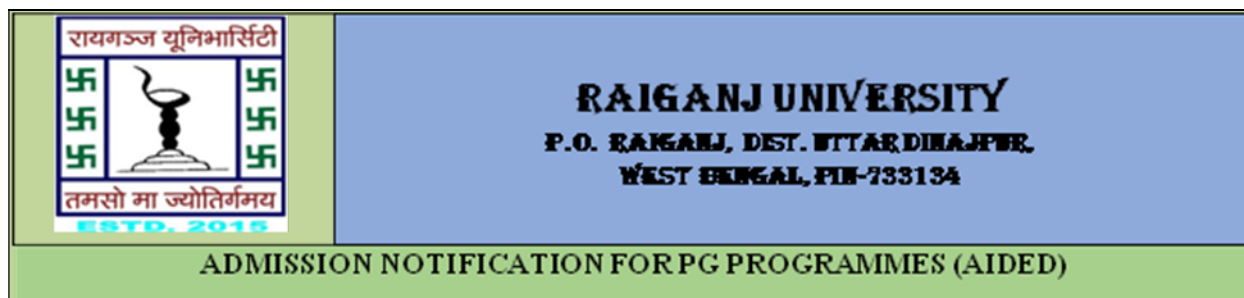 रायगञ्ज यूनिभार्सिटी
तमसो मा ज्योतिर्गमय
ESTD. 2015
RAIGANJ UNIVERSITY
P.O. RAIGANJ, DIST. UTTAR DINAJPUR,
WEST BENGAL, PIN-733134
ADMISSION NOTIFICATION FOR PG PROGRAMMES (AIDED)